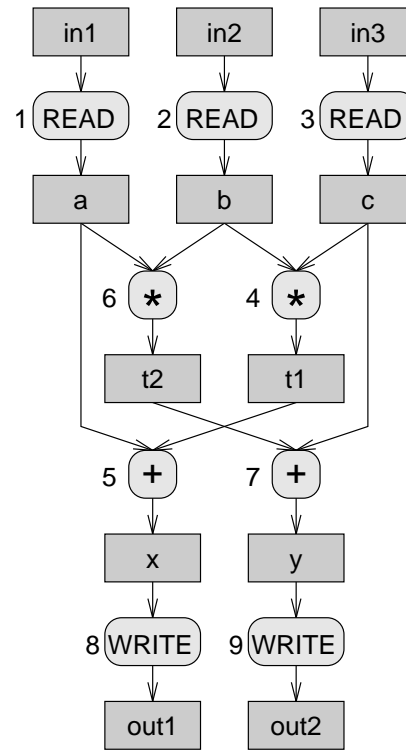 in1 in2 in3
1 READ 2 READ 3 READ
a b c
6 * 4 *
t2 t1
5 + 7 +
x y
8 WRITE 9 WRITE
out1 out2